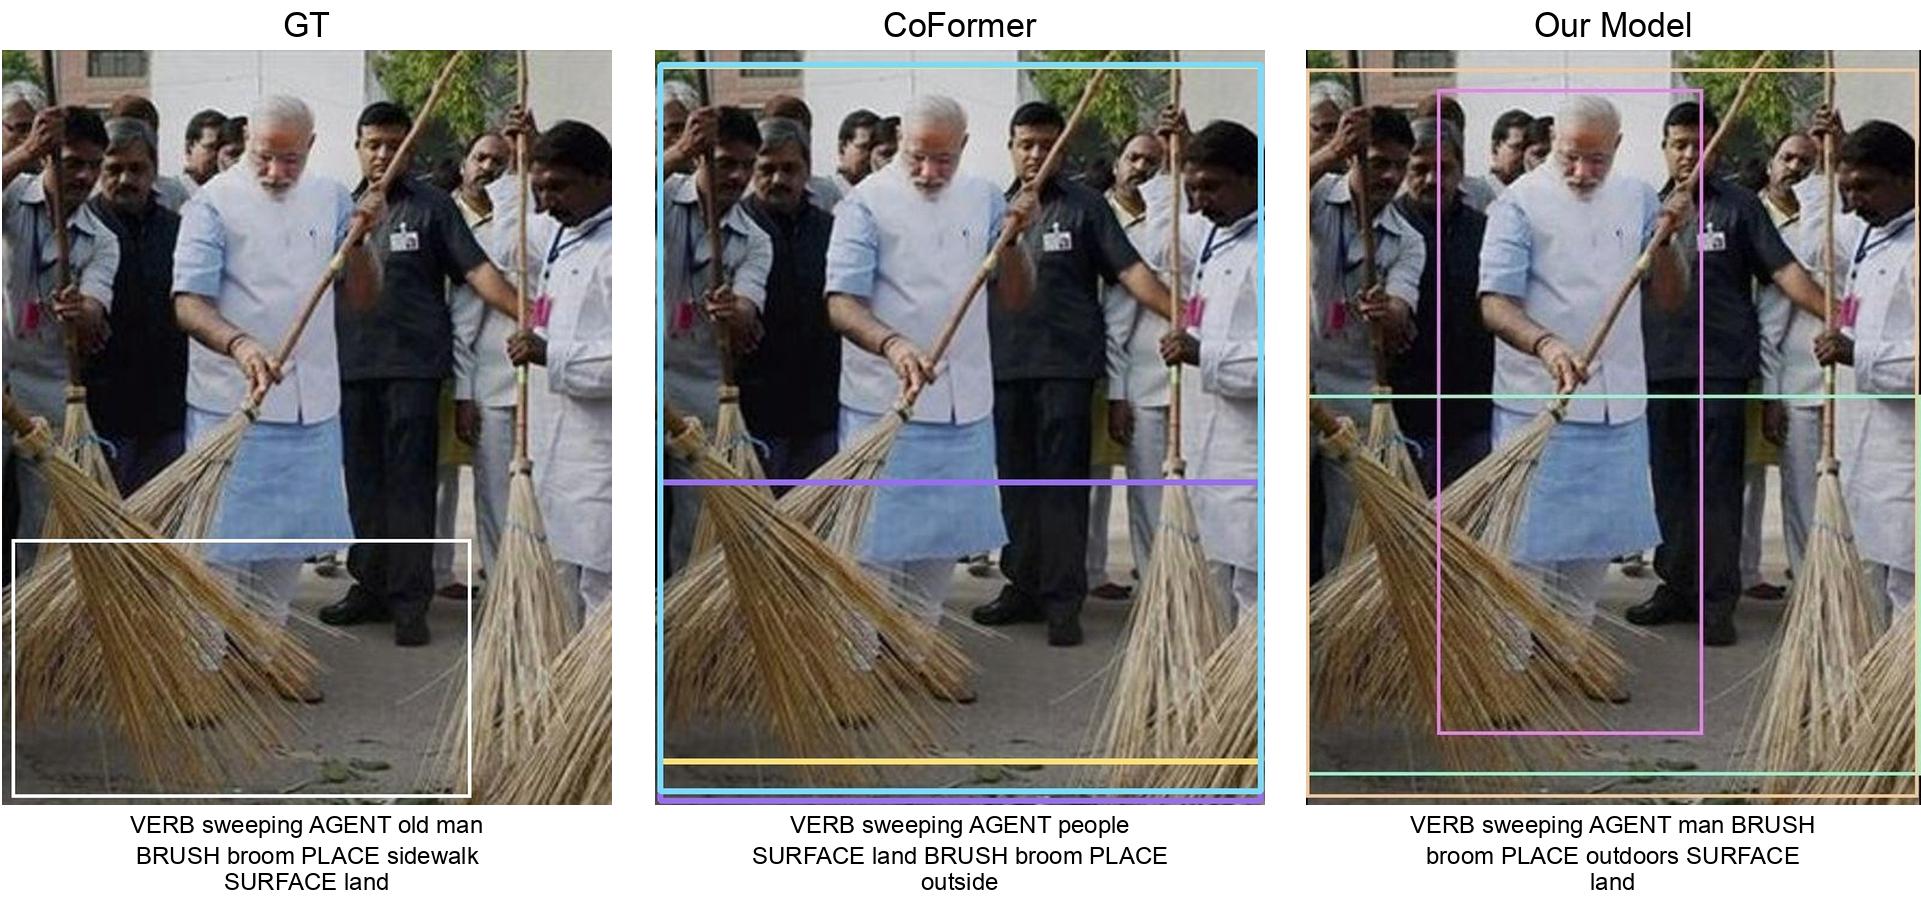 GT
CoFormer
Our Model
VERB sweeping AGENT old man
BRUSH broom PLACE sidewalk
SURFACE land
VERB sweeping AGENT people
SURFACE land BRUSH broom PLACE
outside
VERB sweeping AGENT man BRUSH
broom PLACE outdoors SURFACE
land